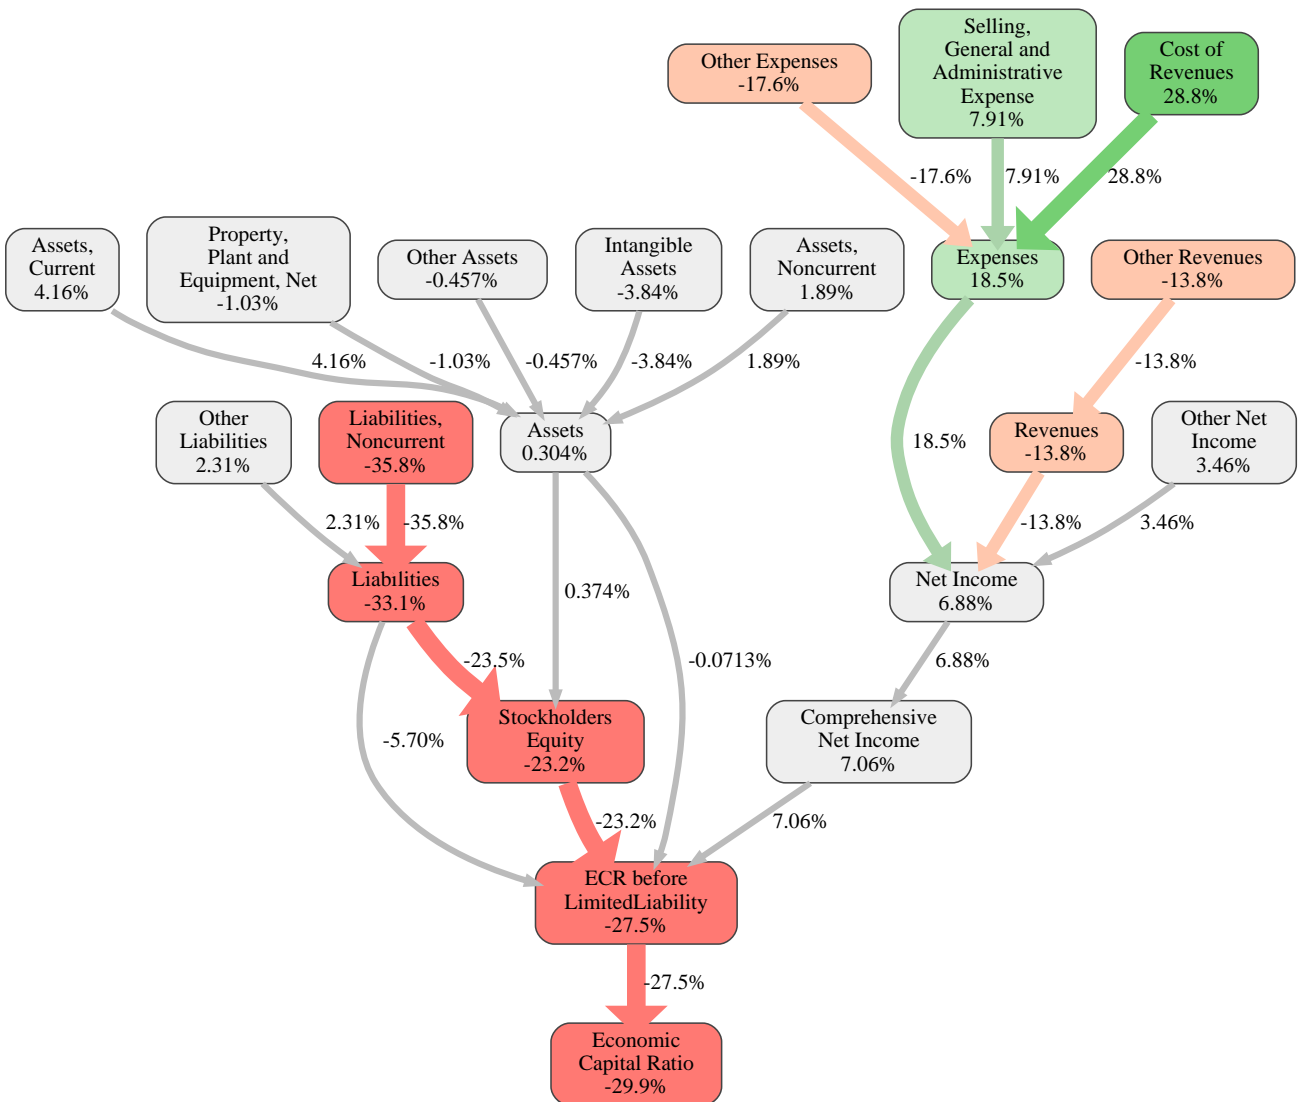 Other Expenses
-17.6%
Selling,
General and
Administrative
Expense
7.91%
Cost of
Revenues
28.8%
-17.6%
7.91%
28.8%
Assets,
Current
4.16%
Property,
Plant and
Equipment, Net
-1.03%
Other Assets
-0.457%
Intangible
Assets
-3.84%
Assets,
Noncurrent
1.89%
Expenses
18.5%
Other Revenues
-13.8%
4.16%
-1.03%
-0.457%
-3.84%
1.89%
-13.8%
Other
Liabilities
2.31%
Liabilities,
Noncurrent
-35.8%
Assets
0.304%
18.5%
Revenues
-13.8%
Other Net
Income
3.46%
2.31%
-35.8%
-13.8%
3.46%
Liabilities
-33.1%
0.374%
Net Income
6.88%
-23.5%
-0.0713%
6.88%
-5.70%
Stockholders
Equity
-23.2%
Comprehensive
Net Income
7.06%
-23.2%
7.06%
ECR before
LimitedLiability
-27.5%
-27.5%
Economic
Capital Ratio
-29.9%